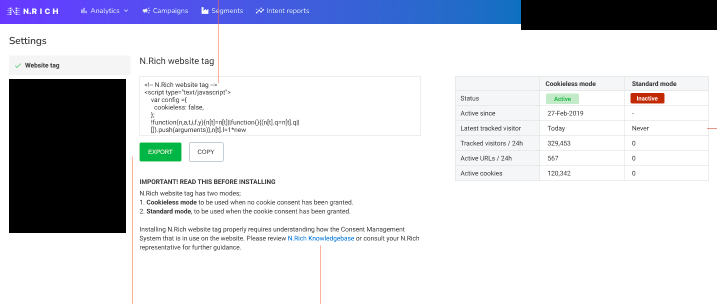 N.RICH Analytics Campaigns Segments Intent reports
Settings
Website tag
N.Rich website tag
<!-- N.Rich website tag -->
<script type="text/javascript">
var config ={
cookieless: false,
};
!function(n,a,t,i,f,y){n[t]=n[t]||function(){(n[t].q=n[t].q||
[]).push(arguments)},n[t].l=1*new
EXPORT COPY
IMPORTANT! READ THIS BEFORE INSTALLING
N.Rich website tag has two modes;
1. Cookieless mode to be used when no cookie consent has been granted.
2. Standard mode, to be used when the cookie consent has been granted.
Installing N.Rich website tag properly requires understanding how the Consent Management
System that is in use on the website. Please review N.Rich Knowledgebase or consult your N.Rich
representative for further guidance.
Cookieless mode Standard mode
Status Active Inactive
Active since 27-Feb-2019 -
Latest tracked visitor Today Never
Tracked visitors / 24h 329,453 0
Active URLs / 24h 567 0
Active cookies 120,342 0